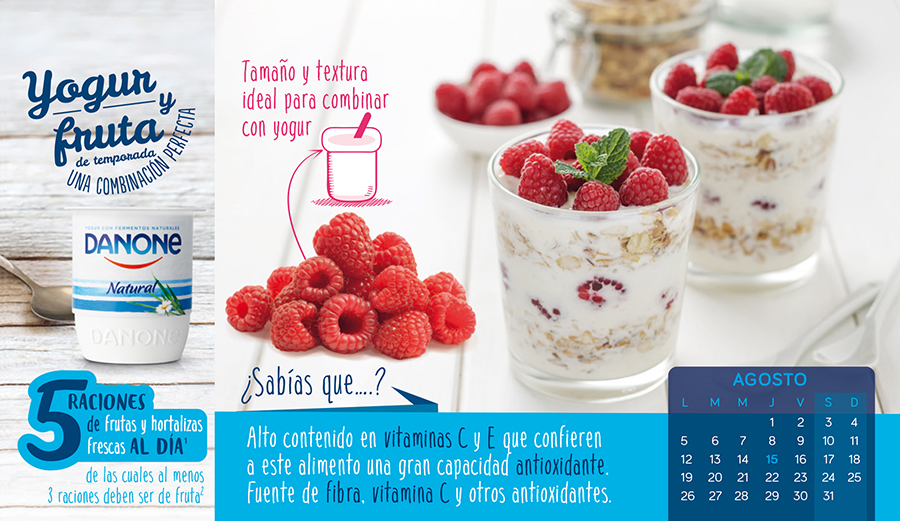 Yogur y
fruta
de temporada
UNA COMBINACIÓN PERFECTA
YOGUR CON FERMENTOS NATURALES
DANONE
Natural
DANONE
5 RACIONES
de frutas y hortalizas
frescas AL DÍA¹
de las cuales al menos
3 raciones deben ser de fruta²
Tamaño y textura
ideal para combinar
con yogur
¿Sabías que....?
Alto contenido en vitaminas C y E que confieren
a este alimento una gran capacidad antioxidante.
Fuente de fibra, vitamina C y otros antioxidantes.
AGOSTO
L M M J V S D
1 2 3 4
5 6 7 8 9 10 11
12 13 14 15 16 17 18
19 20 21 22 23 24 25
26 27 28 29 30 31